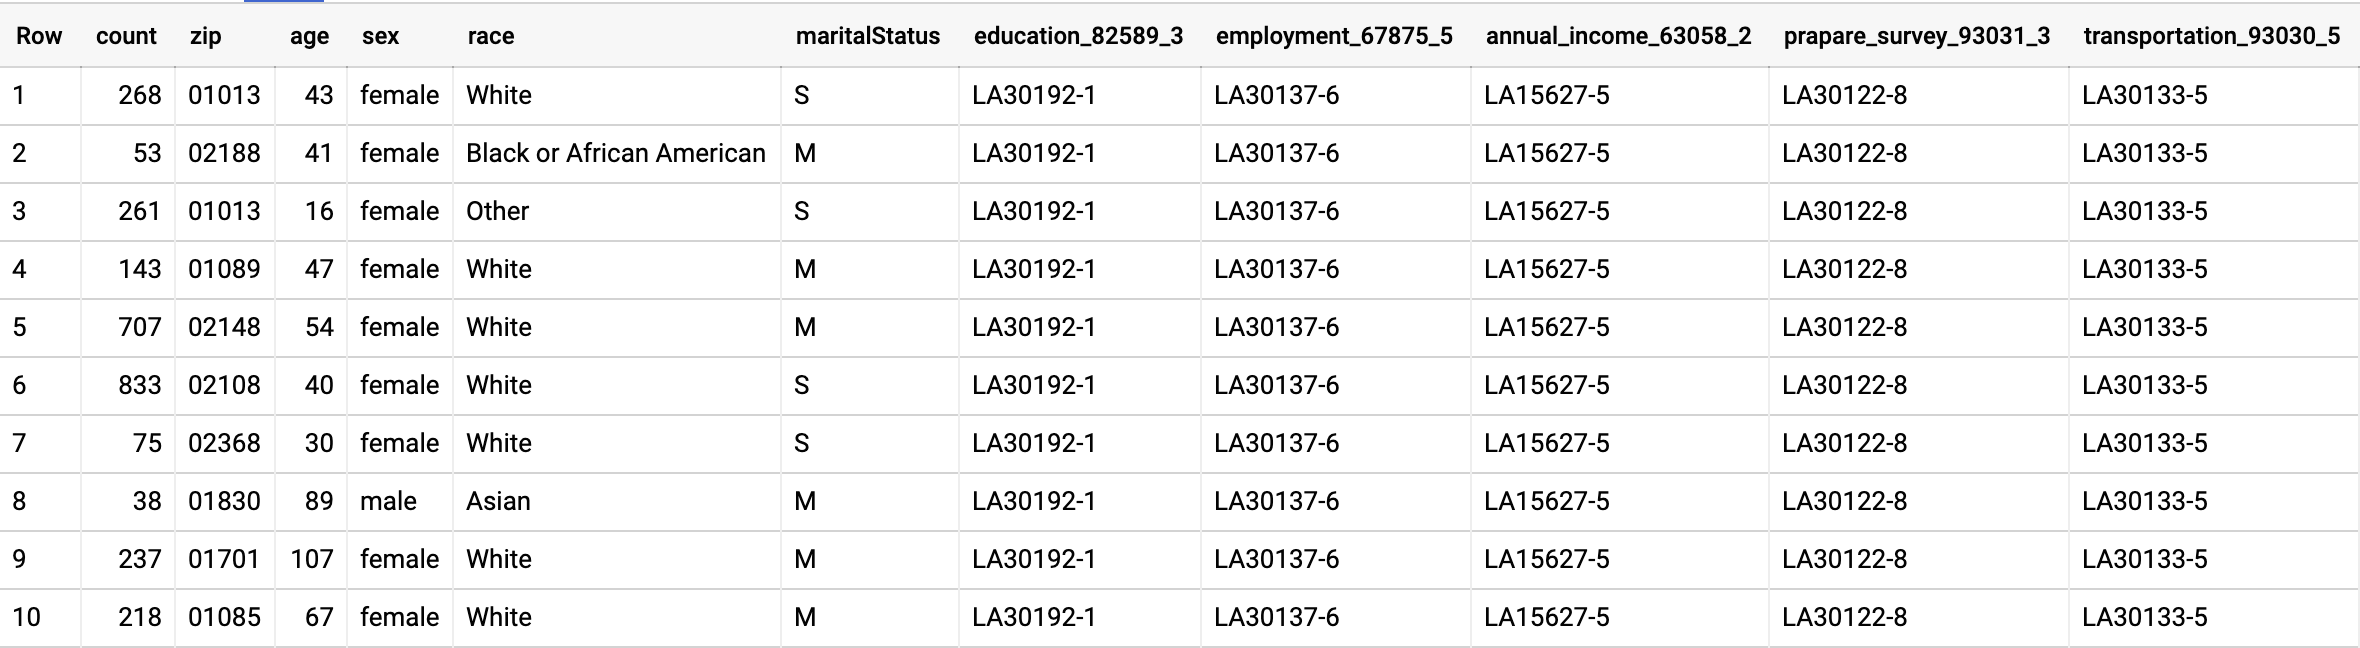 Row count zip age sex race maritalStatus education_82589_3 employment_67875_5 annual_income_63058_2 prapare_survey_93031_3 transportation_93030_5
1 268 01013 43 female White S LA30192-1 LA30137-6 LA15627-5 LA30122-8 LA30133-5
2 53 02188 41 female Black or African American M LA30192-1 LA30137-6 LA15627-5 LA30122-8 LA30133-5
3 261 01013 16 female Other S LA30192-1 LA30137-6 LA15627-5 LA30122-8 LA30133-5
4 143 01089 47 female White M LA30192-1 LA30137-6 LA15627-5 LA30122-8 LA30133-5
5 707 02148 54 female White M LA30192-1 LA30137-6 LA15627-5 LA30122-8 LA30133-5
6 833 02108 40 female White S LA30192-1 LA30137-6 LA15627-5 LA30122-8 LA30133-5
7 75 02368 30 female White S LA30192-1 LA30137-6 LA15627-5 LA30122-8 LA30133-5
8 38 01830 89 male Asian M LA30192-1 LA30137-6 LA15627-5 LA30122-8 LA30133-5
9 237 01701 107 female White M LA30192-1 LA30137-6 LA15627-5 LA30122-8 LA30133-5
10 218 01085 67 female White M LA30192-1 LA30137-6 LA15627-5 LA30122-8 LA30133-5